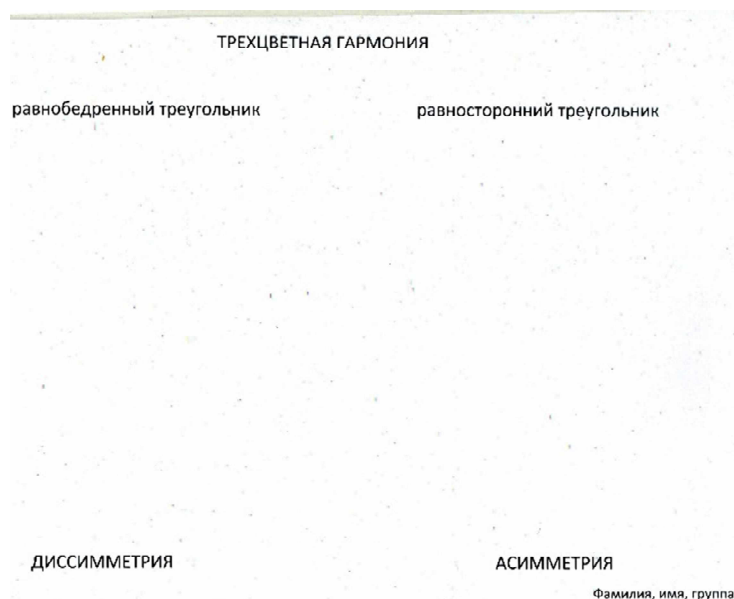 ТРЕХЦВЕТНАЯ ГАРМОНИЯ
равнобедренный треугольник
равносторонний треугольник
ДИССИММЕТРИЯ
АСИММЕТРИЯ
Фамилия, имя, группа